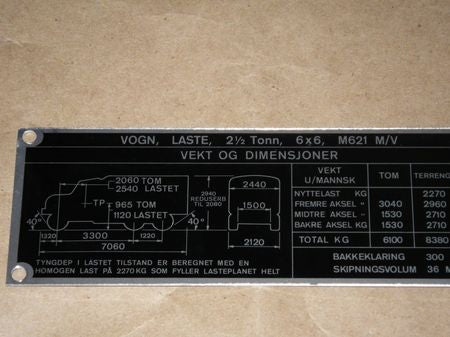 VOGN, LASTE, 2½ Tonn, 6x6, M621 M/V
VEKT OG DIMENSJONER
2060 TOM
2540 LASTET
TP
965 TOM
1120 LASTET
40°
40°
1320
3300
1220
7060
2940
REDUSERB
TIL 2080
2440
1500
2120
TYNGDEP I LASTET TILSTAND ER BEREGNET MED EN
HOMOGEN LAST PÅ 2270 KG SOM FYLLER LASTEPLANET HELT
VEKT U/MANNSK TOM TERRENG
NYTTELAST KG 2270
FREMRE AKSEL " 3040 2960
MIDTRE AKSEL " 1530 2710
BAKRE AKSEL KG 1530 2710
TOTAL KG 6100 8380
BAKKEKLARING 300
SKIPNINGSVOLUM 36 M